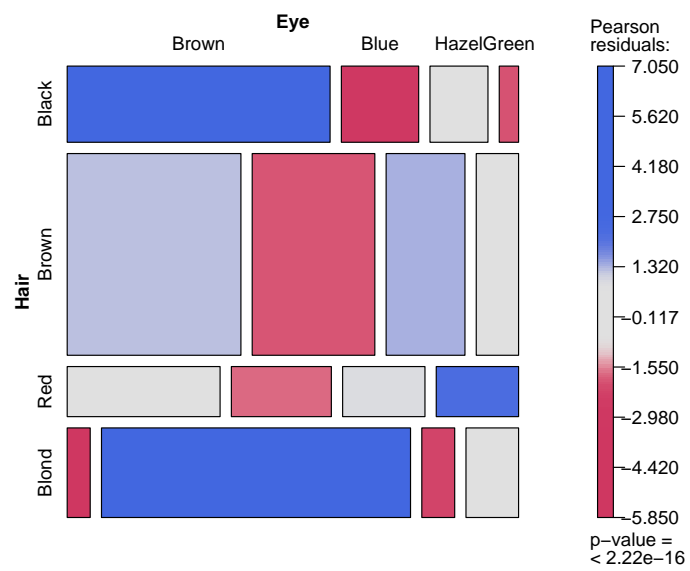 Eye
Brown Blue HazelGreen
Hair
Black
Brown
Red
Blond
Pearson
residuals:
7.050
5.620
4.180
2.750
1.320
−0.117
−1.550
−2.980
−4.420
−5.850
p−value =
< 2.22e−16